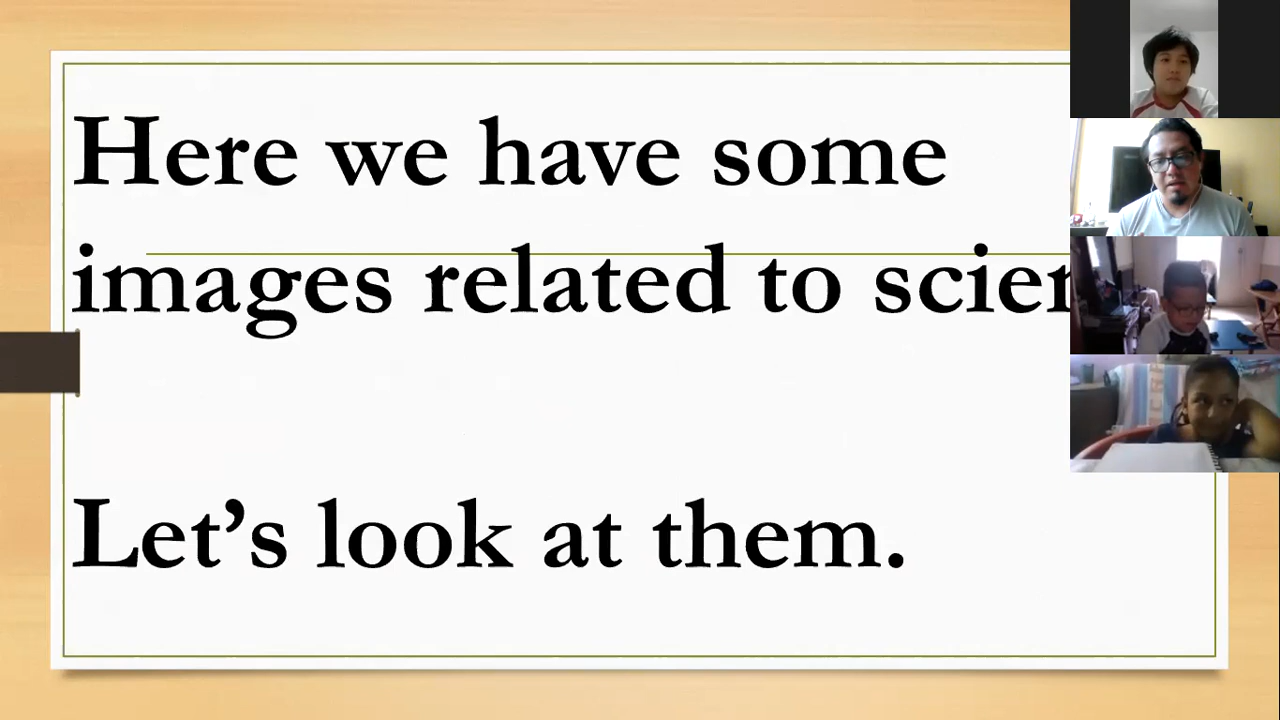 Here we have some
images related to scien
Let’s look at them.